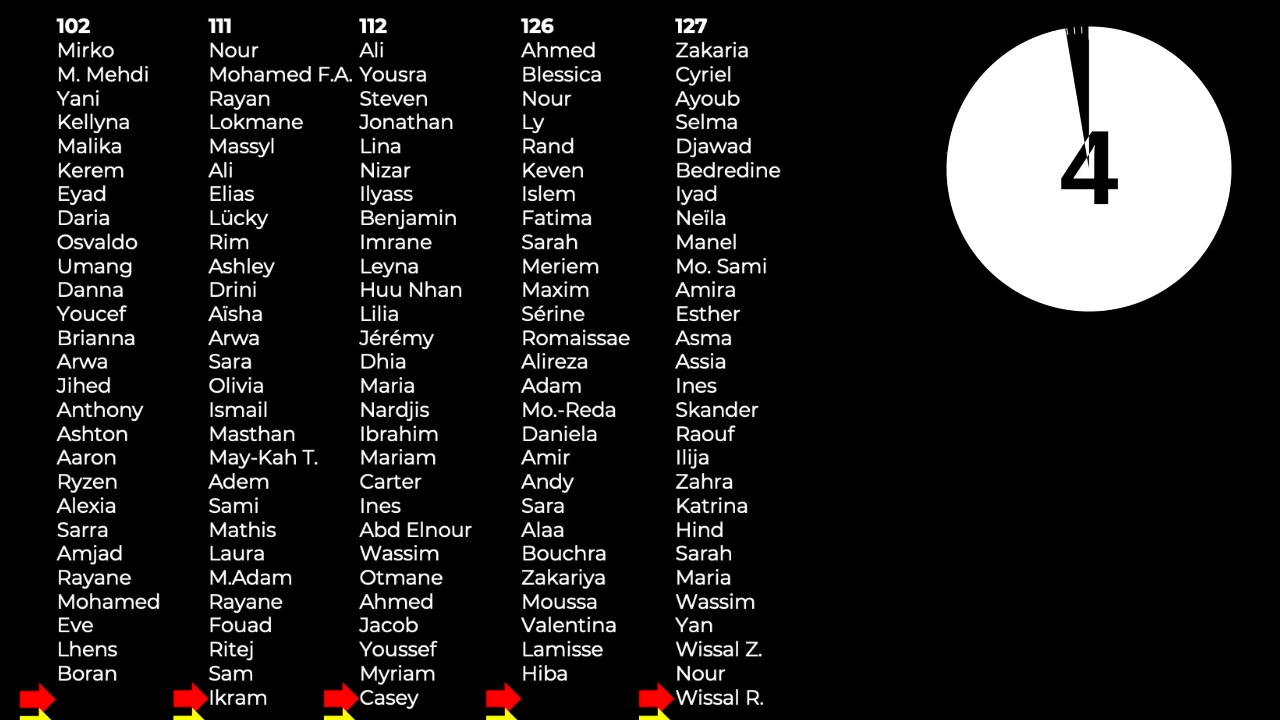 102
Mirko
M. Mehdi
Yani
Kellyna
Malika
Kerem
Eyad
Daria
Osvaldo
Umang
Danna
Youcef
Brianna
Arwa
Jihed
Anthony
Ashton
Aaron
Ryzen
Alexia
Sarra
Amjad
Rayane
Mohamed
Eve
Lhens
Boran
111
Nour
Mohamed F.A.
Rayan
Lokmane
Massyl
Ali
Elias
Lücky
Rim
Ashley
Drini
Aïsha
Arwa
Sara
Olivia
Ismail
Masthan
May-Kah T.
Adem
Sami
Mathis
Laura
M.Adam
Rayane
Fouad
Ritej
Sam
Ikram
112
Ali
Yousra
Steven
Jonathan
Lina
Nizar
Ilyass
Benjamin
Imrane
Leyna
Huu Nhan
Lilia
Jérémy
Dhia
Maria
Nardjis
Ibrahim
Mariam
Carter
Ines
Abd Elnour
Wassim
Otmane
Ahmed
Jacob
Youssef
Myriam
Casey
126
Ahmed
Blessica
Nour
Ly
Rand
Keven
Islem
Fatima
Sarah
Meriem
Maxim
Sérine
Romaissae
Alireza
Adam
Mo.-Reda
Daniela
Amir
Andy
Sara
Alaa
Bouchra
Zakariya
Moussa
Valentina
Lamisse
Hiba
127
Zakaria
Cyriel
Ayoub
Selma
Djawad
Bedredine
Iyad
Neïla
Manel
Mo. Sami
Amira
Esther
Asma
Assia
Ines
Skander
Raouf
Ilija
Zahra
Katrina
Hind
Sarah
Maria
Wassim
Yan
Wissal Z.
Nour
Wissal R.
4